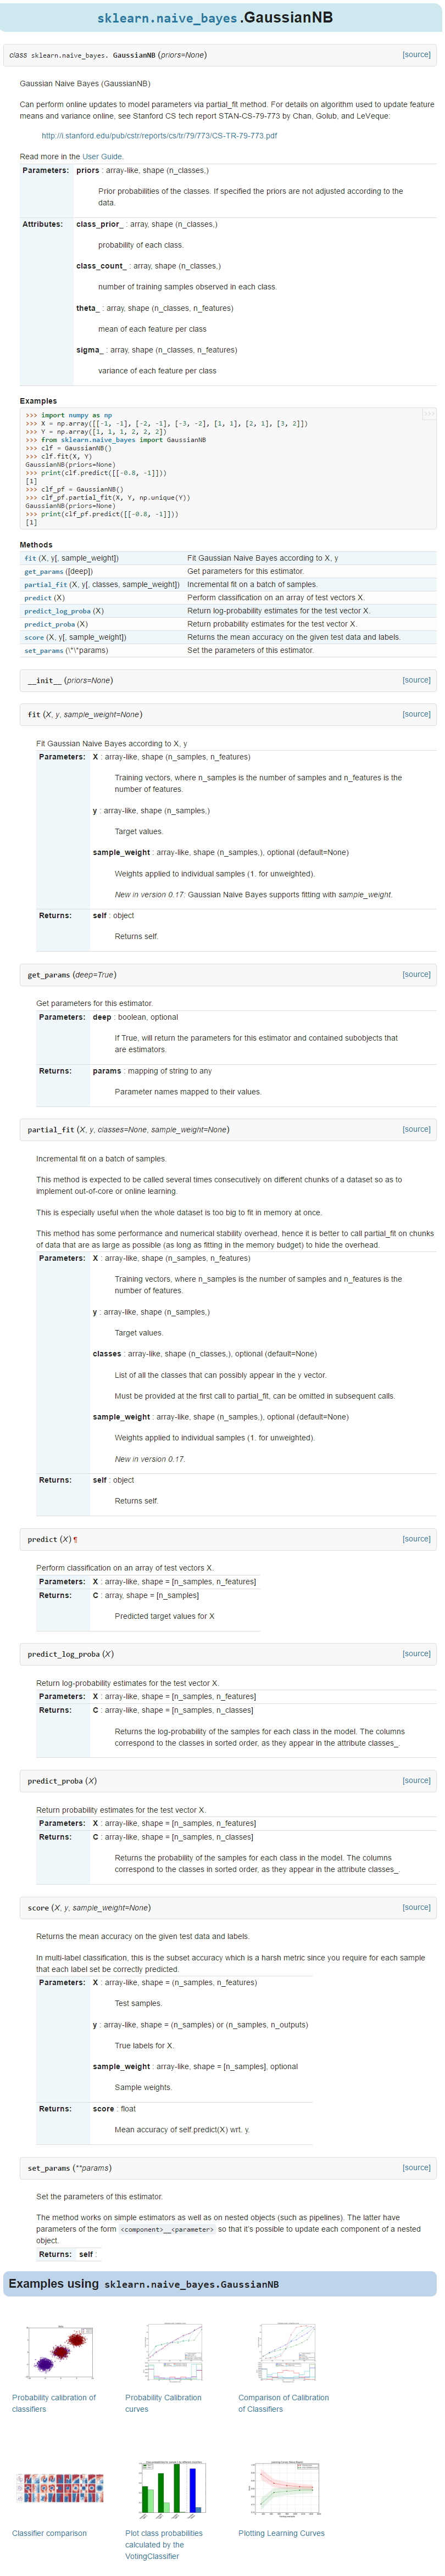 sklearn.naive_bayes.GaussianNB
class sklearn.naive_bayes. GaussianNB (priors=None) [source]
Gaussian Naive Bayes (GaussianNB)
Can perform online updates to model parameters via partial_fit method. For details on algorithm used to update feature
means and variance online, see Stanford CS tech report STAN-CS-79-773 by Chan, Golub, and LeVeque:
http://i.stanford.edu/pub/cstr/reports/cs/tr/79/773/CS-TR-79-773.pdf
Read more in the User Guide.
Parameters: priors : array-like, shape (n_classes,)
Prior probabilities of the classes. If specified the priors are not adjusted according to the
data.
Attributes: class_prior_ : array, shape (n_classes,)
probability of each class.
class_count_ : array, shape (n_classes,)
number of training samples observed in each class.
theta_ : array, shape (n_classes, n_features)
mean of each feature per class
sigma_ : array, shape (n_classes, n_features)
variance of each feature per class
Examples
>>>
>>> import numpy as np
>>> X = np.array([[-1, -1], [-2, -1], [-3, -2], [1, 1], [2, 1], [3, 2]])
>>> Y = np.array([1, 1, 1, 2, 2, 2])
>>> from sklearn.naive_bayes import GaussianNB
>>> clf = GaussianNB()
>>> clf.fit(X, Y)
GaussianNB(priors=None)
>>> print(clf.predict([[-0.8, -1]]))
[1]
>>> clf_pf = GaussianNB()
>>> clf_pf.partial_fit(X, Y, np.unique(Y))
GaussianNB(priors=None)
>>> print(clf_pf.predict([[-0.8, -1]]))
[1]
Methods
fit (X, y[, sample_weight]) Fit Gaussian Naive Bayes according to X, y
get_params ([deep]) Get parameters for this estimator.
partial_fit (X, y[, classes, sample_weight]) Incremental fit on a batch of samples.
predict (X) Perform classification on an array of test vectors X.
predict_log_proba (X) Return log-probability estimates for the test vector X.
predict_proba (X) Return probability estimates for the test vector X.
score (X, y[, sample_weight]) Returns the mean accuracy on the given test data and labels.
set_params (\*\*params) Set the parameters of this estimator.
__init__ (priors=None) [source]
fit (X, y, sample_weight=None) [source]
Fit Gaussian Naive Bayes according to X, y
Parameters: X : array-like, shape (n_samples, n_features)
Training vectors, where n_samples is the number of samples and n_features is the
number of features.
y : array-like, shape (n_samples,)
Target values.
sample_weight : array-like, shape (n_samples,), optional (default=None)
Weights applied to individual samples (1. for unweighted).
New in version 0.17: Gaussian Naive Bayes supports fitting with sample_weight.
Returns: self : object
Returns self.
get_params (deep=True) [source]
Get parameters for this estimator.
Parameters: deep : boolean, optional
If True, will return the parameters for this estimator and contained subobjects that
are estimators.
Returns: params : mapping of string to any
Parameter names mapped to their values.
partial_fit (X, y, classes=None, sample_weight=None) [source]
Incremental fit on a batch of samples.
This method is expected to be called several times consecutively on different chunks of a dataset so as to
implement out-of-core or online learning.
This is especially useful when the whole dataset is too big to fit in memory at once.
This method has some performance and numerical stability overhead, hence it is better to call partial_fit on chunks
of data that are as large as possible (as long as fitting in the memory budget) to hide the overhead.
Parameters: X : array-like, shape (n_samples, n_features)
Training vectors, where n_samples is the number of samples and n_features is the
number of features.
y : array-like, shape (n_samples,)
Target values.
classes : array-like, shape (n_classes,), optional (default=None)
List of all the classes that can possibly appear in the y vector.
Must be provided at the first call to partial_fit, can be omitted in subsequent calls.
sample_weight : array-like, shape (n_samples,), optional (default=None)
Weights applied to individual samples (1. for unweighted).
New in version 0.17.
Returns: self : object
Returns self.
predict (X) ¶ [source]
Perform classification on an array of test vectors X.
Parameters: X : array-like, shape = [n_samples, n_features]
Returns: C : array, shape = [n_samples]
Predicted target values for X
predict_log_proba (X) [source]
Return log-probability estimates for the test vector X.
Parameters: X : array-like, shape = [n_samples, n_features]
Returns: C : array-like, shape = [n_samples, n_classes]
Returns the log-probability of the samples for each class in the model. The columns
correspond to the classes in sorted order, as they appear in the attribute classes_.
predict_proba (X) [source]
Return probability estimates for the test vector X.
Parameters: X : array-like, shape = [n_samples, n_features]
Returns: C : array-like, shape = [n_samples, n_classes]
Returns the probability of the samples for each class in the model. The columns
correspond to the classes in sorted order, as they appear in the attribute classes_.
score (X, y, sample_weight=None) [source]
Returns the mean accuracy on the given test data and labels.
In multi-label classification, this is the subset accuracy which is a harsh metric since you require for each sample
that each label set be correctly predicted.
Parameters: X : array-like, shape = (n_samples, n_features)
Test samples.
y : array-like, shape = (n_samples) or (n_samples, n_outputs)
True labels for X.
sample_weight : array-like, shape = [n_samples], optional
Sample weights.
Returns: score : float
Mean accuracy of self.predict(X) wrt. y.
set_params (**params) [source]
Set the parameters of this estimator.
The method works on simple estimators as well as on nested objects (such as pipelines). The latter have
parameters of the form <component>__<parameter> so that it's possible to update each component of a nested
object.
Returns: self :
Examples using sklearn.naive_bayes.GaussianNB
Probability calibration of
classifiers
Probability Calibration
curves
Comparison of Calibration
of Classifiers
Classifier comparison
Plot class probabilities
calculated by the
VotingClassifier
Plotting Learning Curves